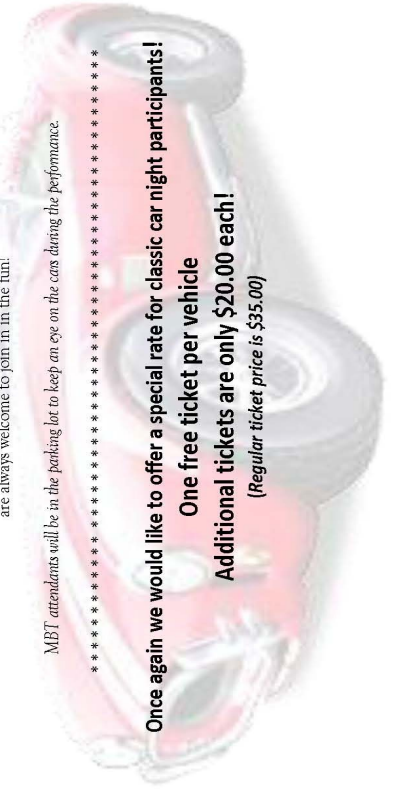 are always welcome to join in in the fun!
MBT attendants will be in the parking lot to keep an eye on the cars during the performance.
* * * * * * * * * * * * * * * * * * * * * * * * * * * * * * * * * * * * * * * * * * * * * * * * * * * * * *
Once again we would like to offer a special rate for classic car night participants!
One free ticket per vehicle
Additional tickets are only $20.00 each!
(Regular ticket price is $35.00)